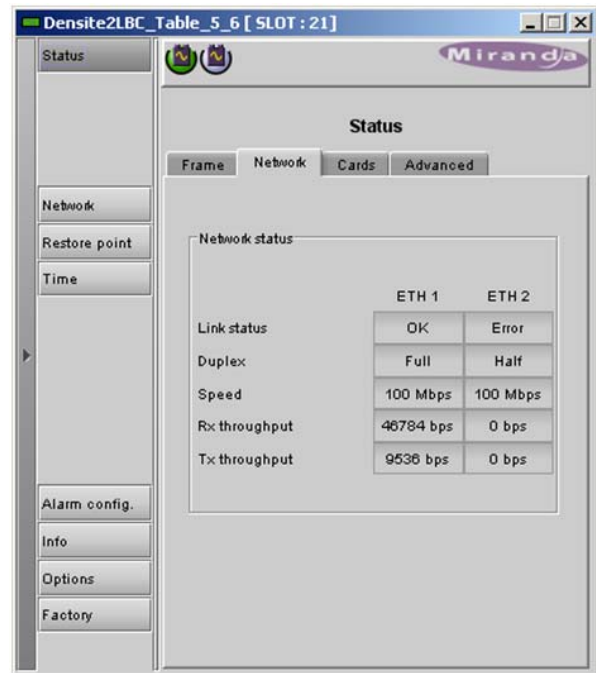 Densite2LBC_Table_5_6 [ SLOT : 21]
Status
Miranda
Status
Frame Network Cards Advanced
Network
Restore point
Time
Network status
ETH 1 ETH 2
Link status OK Error
Duplex Full Half
Speed 100 Mbps 100 Mbps
Rx throughput 46784 bps 0 bps
Tx throughput 9536 bps 0 bps
Alarm config.
Info
Options
Factory